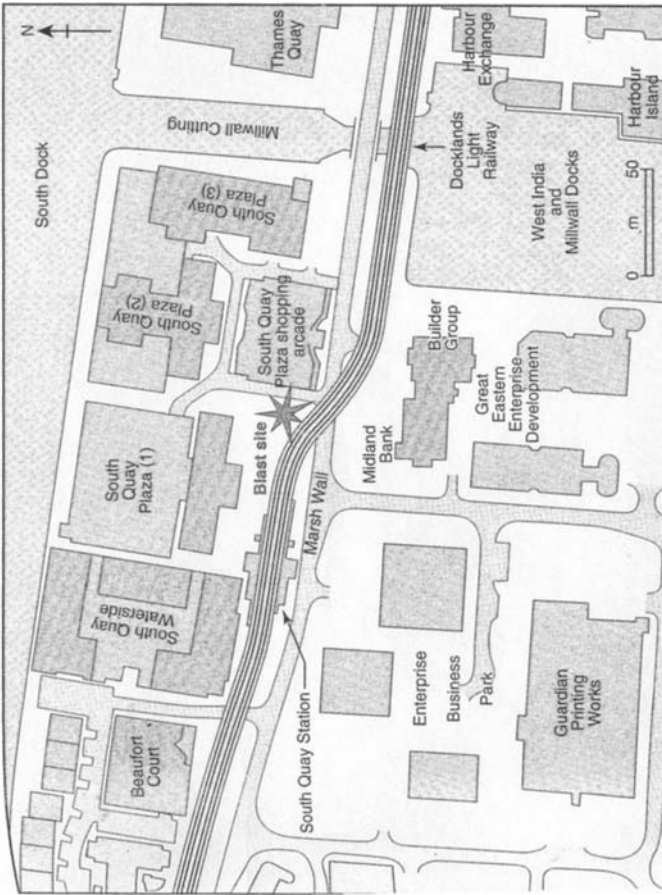 N
South Dock
Thames
Quay
Millwall Cutting
Harbour
Exchange
Harbour
Island
Docklands
Light
Railway
West India
and
Millwall Docks
0 m 50
South Quay
Plaza (3)
South Quay
Plaza (2)
South Quay
Plaza shopping
arcade
South
Quay
Plaza (1)
Blast site
Marsh Wall
Midland
Bank
Builder
Group
Great
Eastern
Enterprise
Development
South Quay
Waterside
Beaufort
Court
South Quay Station
Enterprise
Business
Park
Guardian
Printing
Works